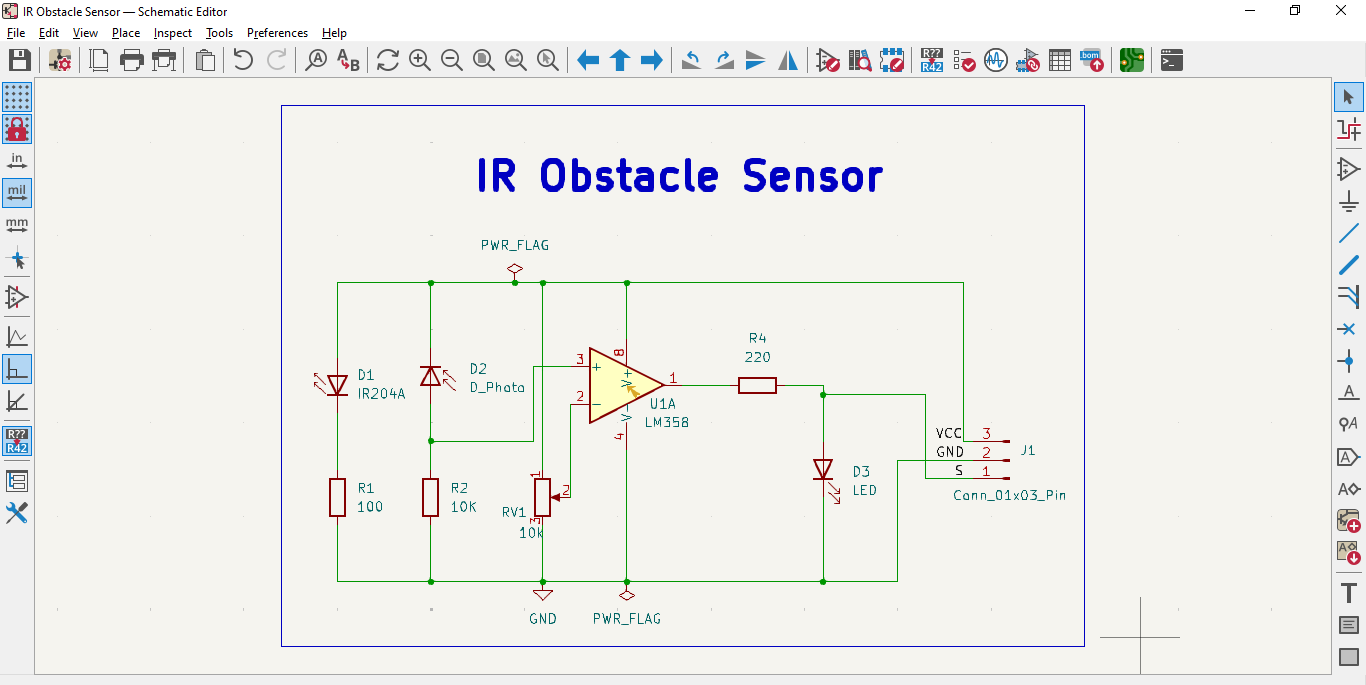 IR Obstacle Sensor — Schematic Editor
File Edit View Place Inspect Tools Preferences Help
A
A B
R??
R42
bom
in
mil
mm
R??
R42
IR Obstacle Sensor
PWR_FLAG
D1
IR204A
D2
D_Photo
3
8
+
V+
2
−
V−
4
1
U1A
LM358
R4
220
VCC 3
GND 2
S 1
J1
Conn_01x03_Pin
D3
LED
R1
100
R2
10K
1
2
3
RV1
10k
GND
PWR_FLAG
A
A
A
A
A
T